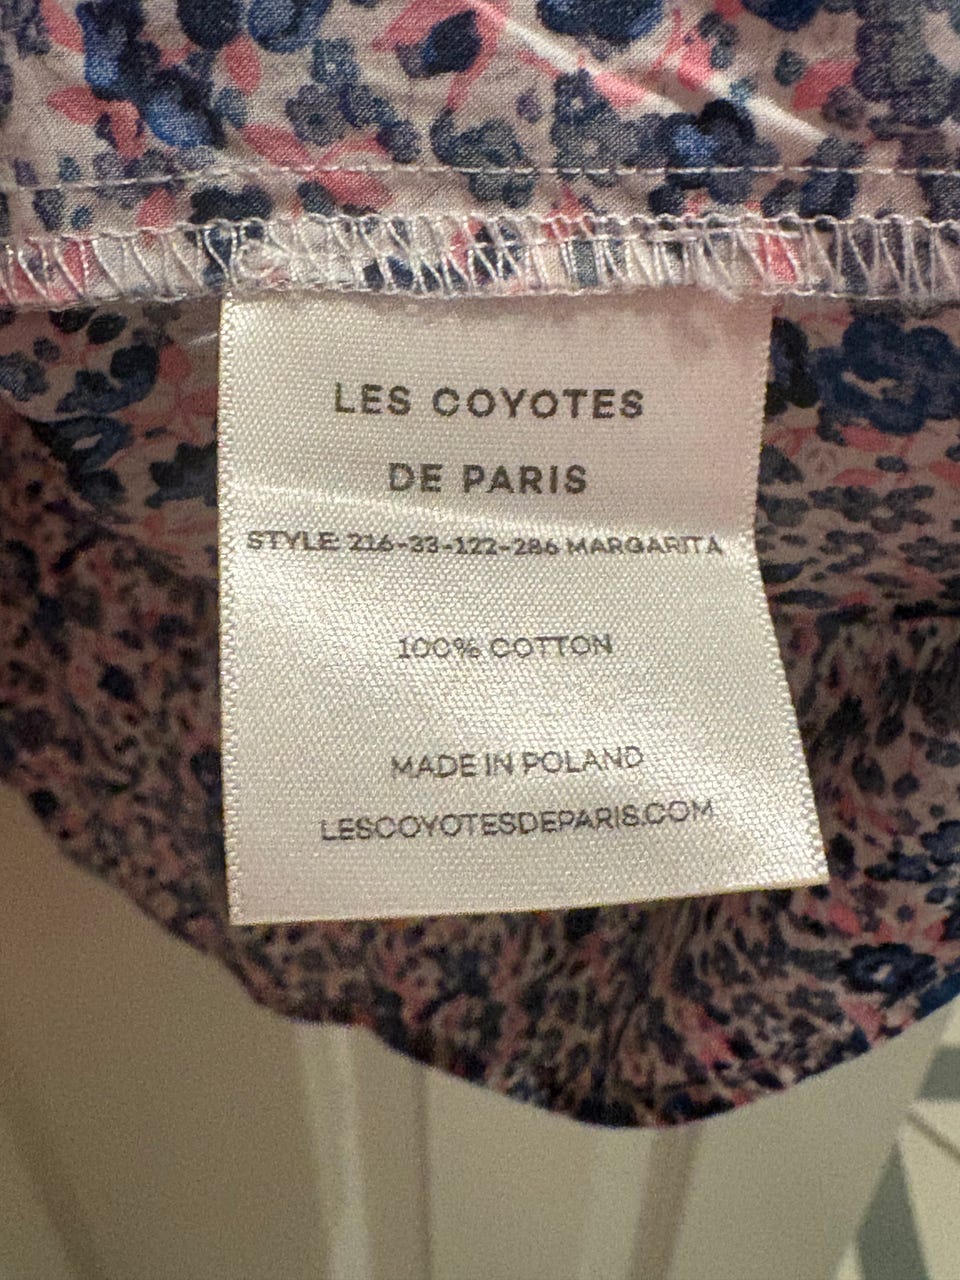 LES COYOTES
DE PARIS
STYLE: 216-33-122-286 MARGARITA
100% COTTON
MADE IN POLAND
LESCOYOTESDEPARIS.COM